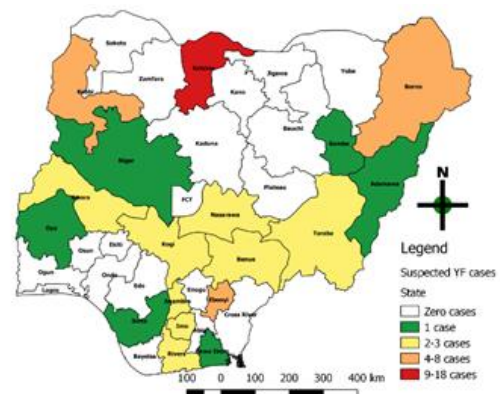 Sokoto
Katsina
Zamfara
Jigawa
Yobe
Borno
Kebbi
Kano
Kaduna
Bauchi
Gombe
Niger
Adamawa
Plateau
FCT
Kwara
Nasarawa
Taraba
Oyo
Kogi
Benue
Ekiti
Osun
Ogun
Ondo
Edo
Lagos
Enugu
Ebonyi
Anambra
Cross River
Delta
Imo
Abia
Bayelsa
Rivers
Akwa Ibom
N
Legend
Suspected YF cases
State
Zero cases
1 case
2-3 cases
4-8 cases
9-18 cases
100 0 100 200 300 400 km